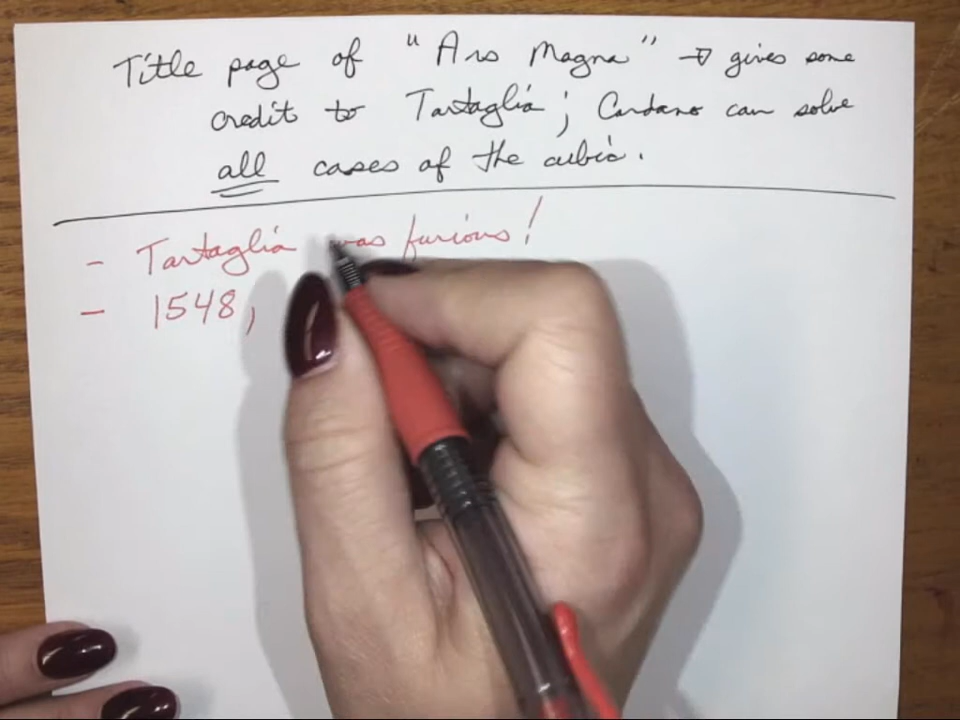 Title page of "Ars Magna" → gives some
credit to Tartaglia; Cardano can solve
all cases of the cubic.
- Tartaglia was furious!
- 1548,